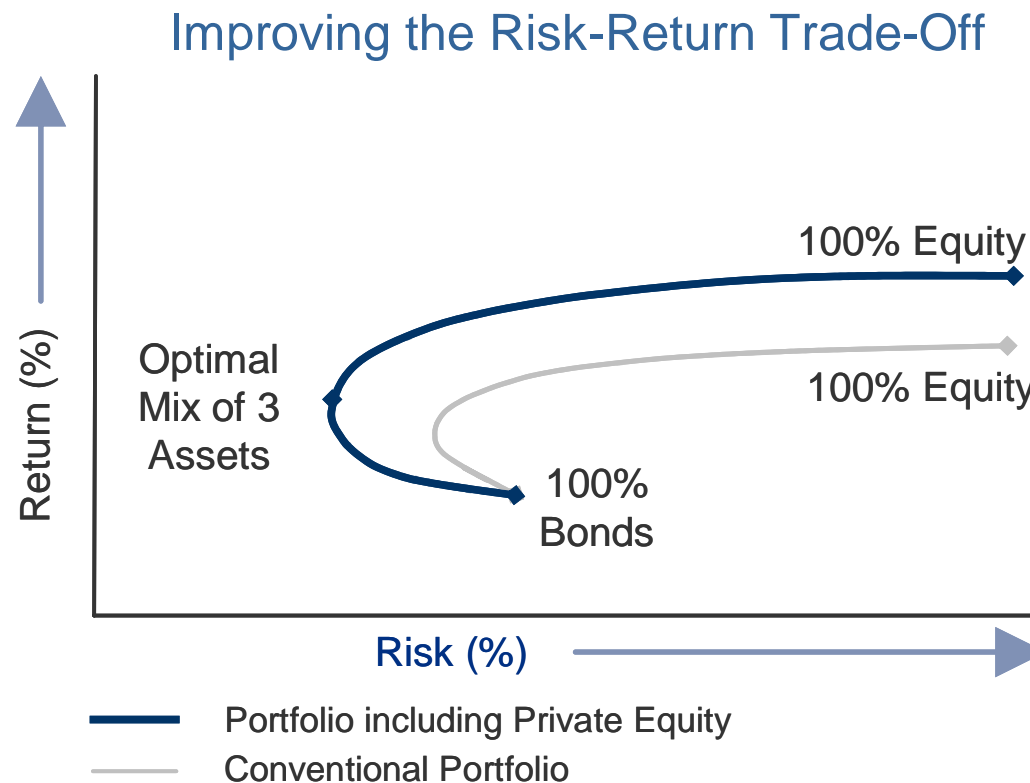 Improving the Risk-Return Trade-Off
Return (%)
100% Equity
Optimal
Mix of 3
Assets
100% Equity
100%
Bonds
Risk (%)
Portfolio including Private Equity
Conventional Portfolio